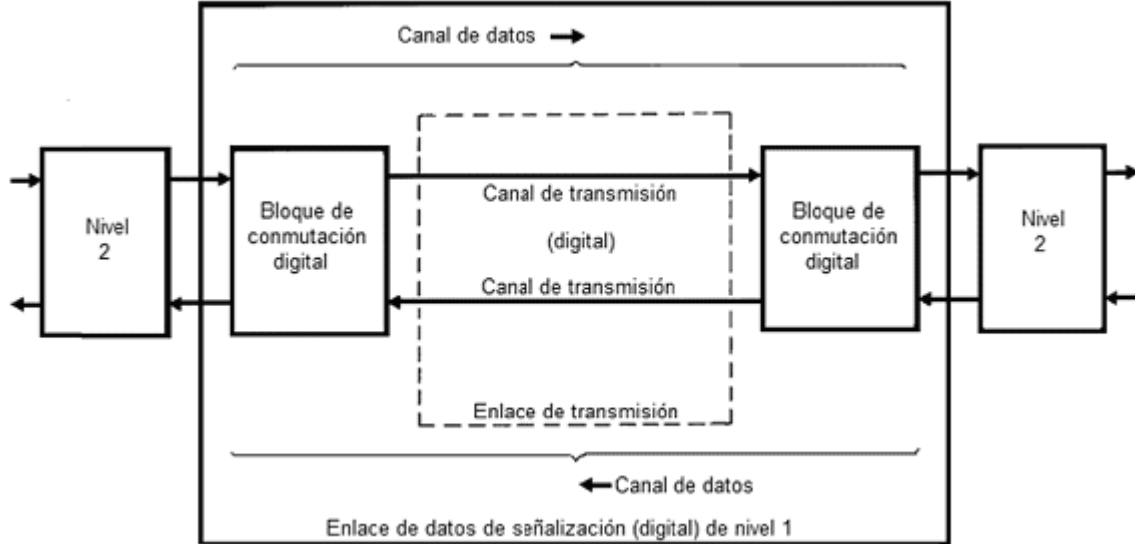 Canal de datos
Nivel
2
Bloque de
conmutación
digital
Canal de transmisión
(digital)
Canal de transmisión
Enlace de transmisión
Bloque de
conmutación
digital
Nivel
2
Canal de datos
Enlace de datos de señalización (digital) de nivel 1